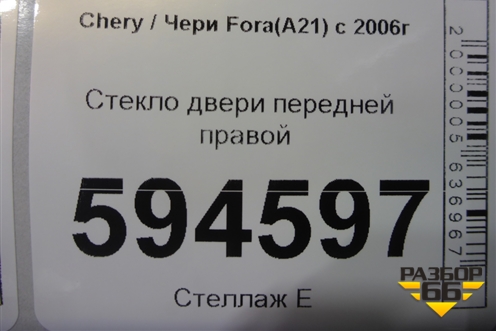 Chery / Чери Fora(A21) с 2006г
Стекло двери передней
правой
594597
Стеллаж Е
2000005636967
РАЗБОР
66